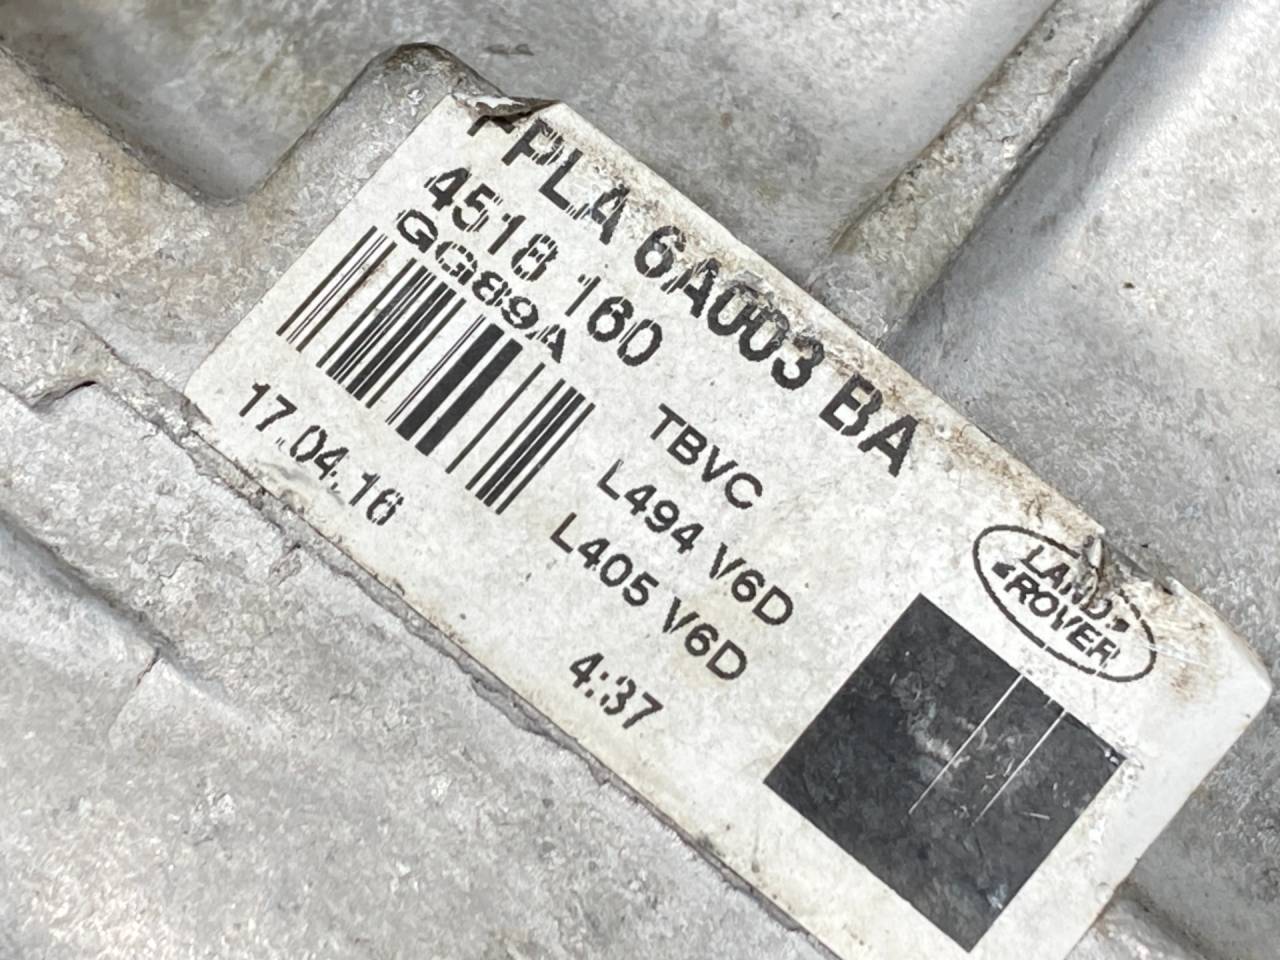 FPLA 6A003 BA
4518 160
GG89A
17.04.16
TBVC
L494 V6D
L405 V6D
4:37
LAND
ROVER